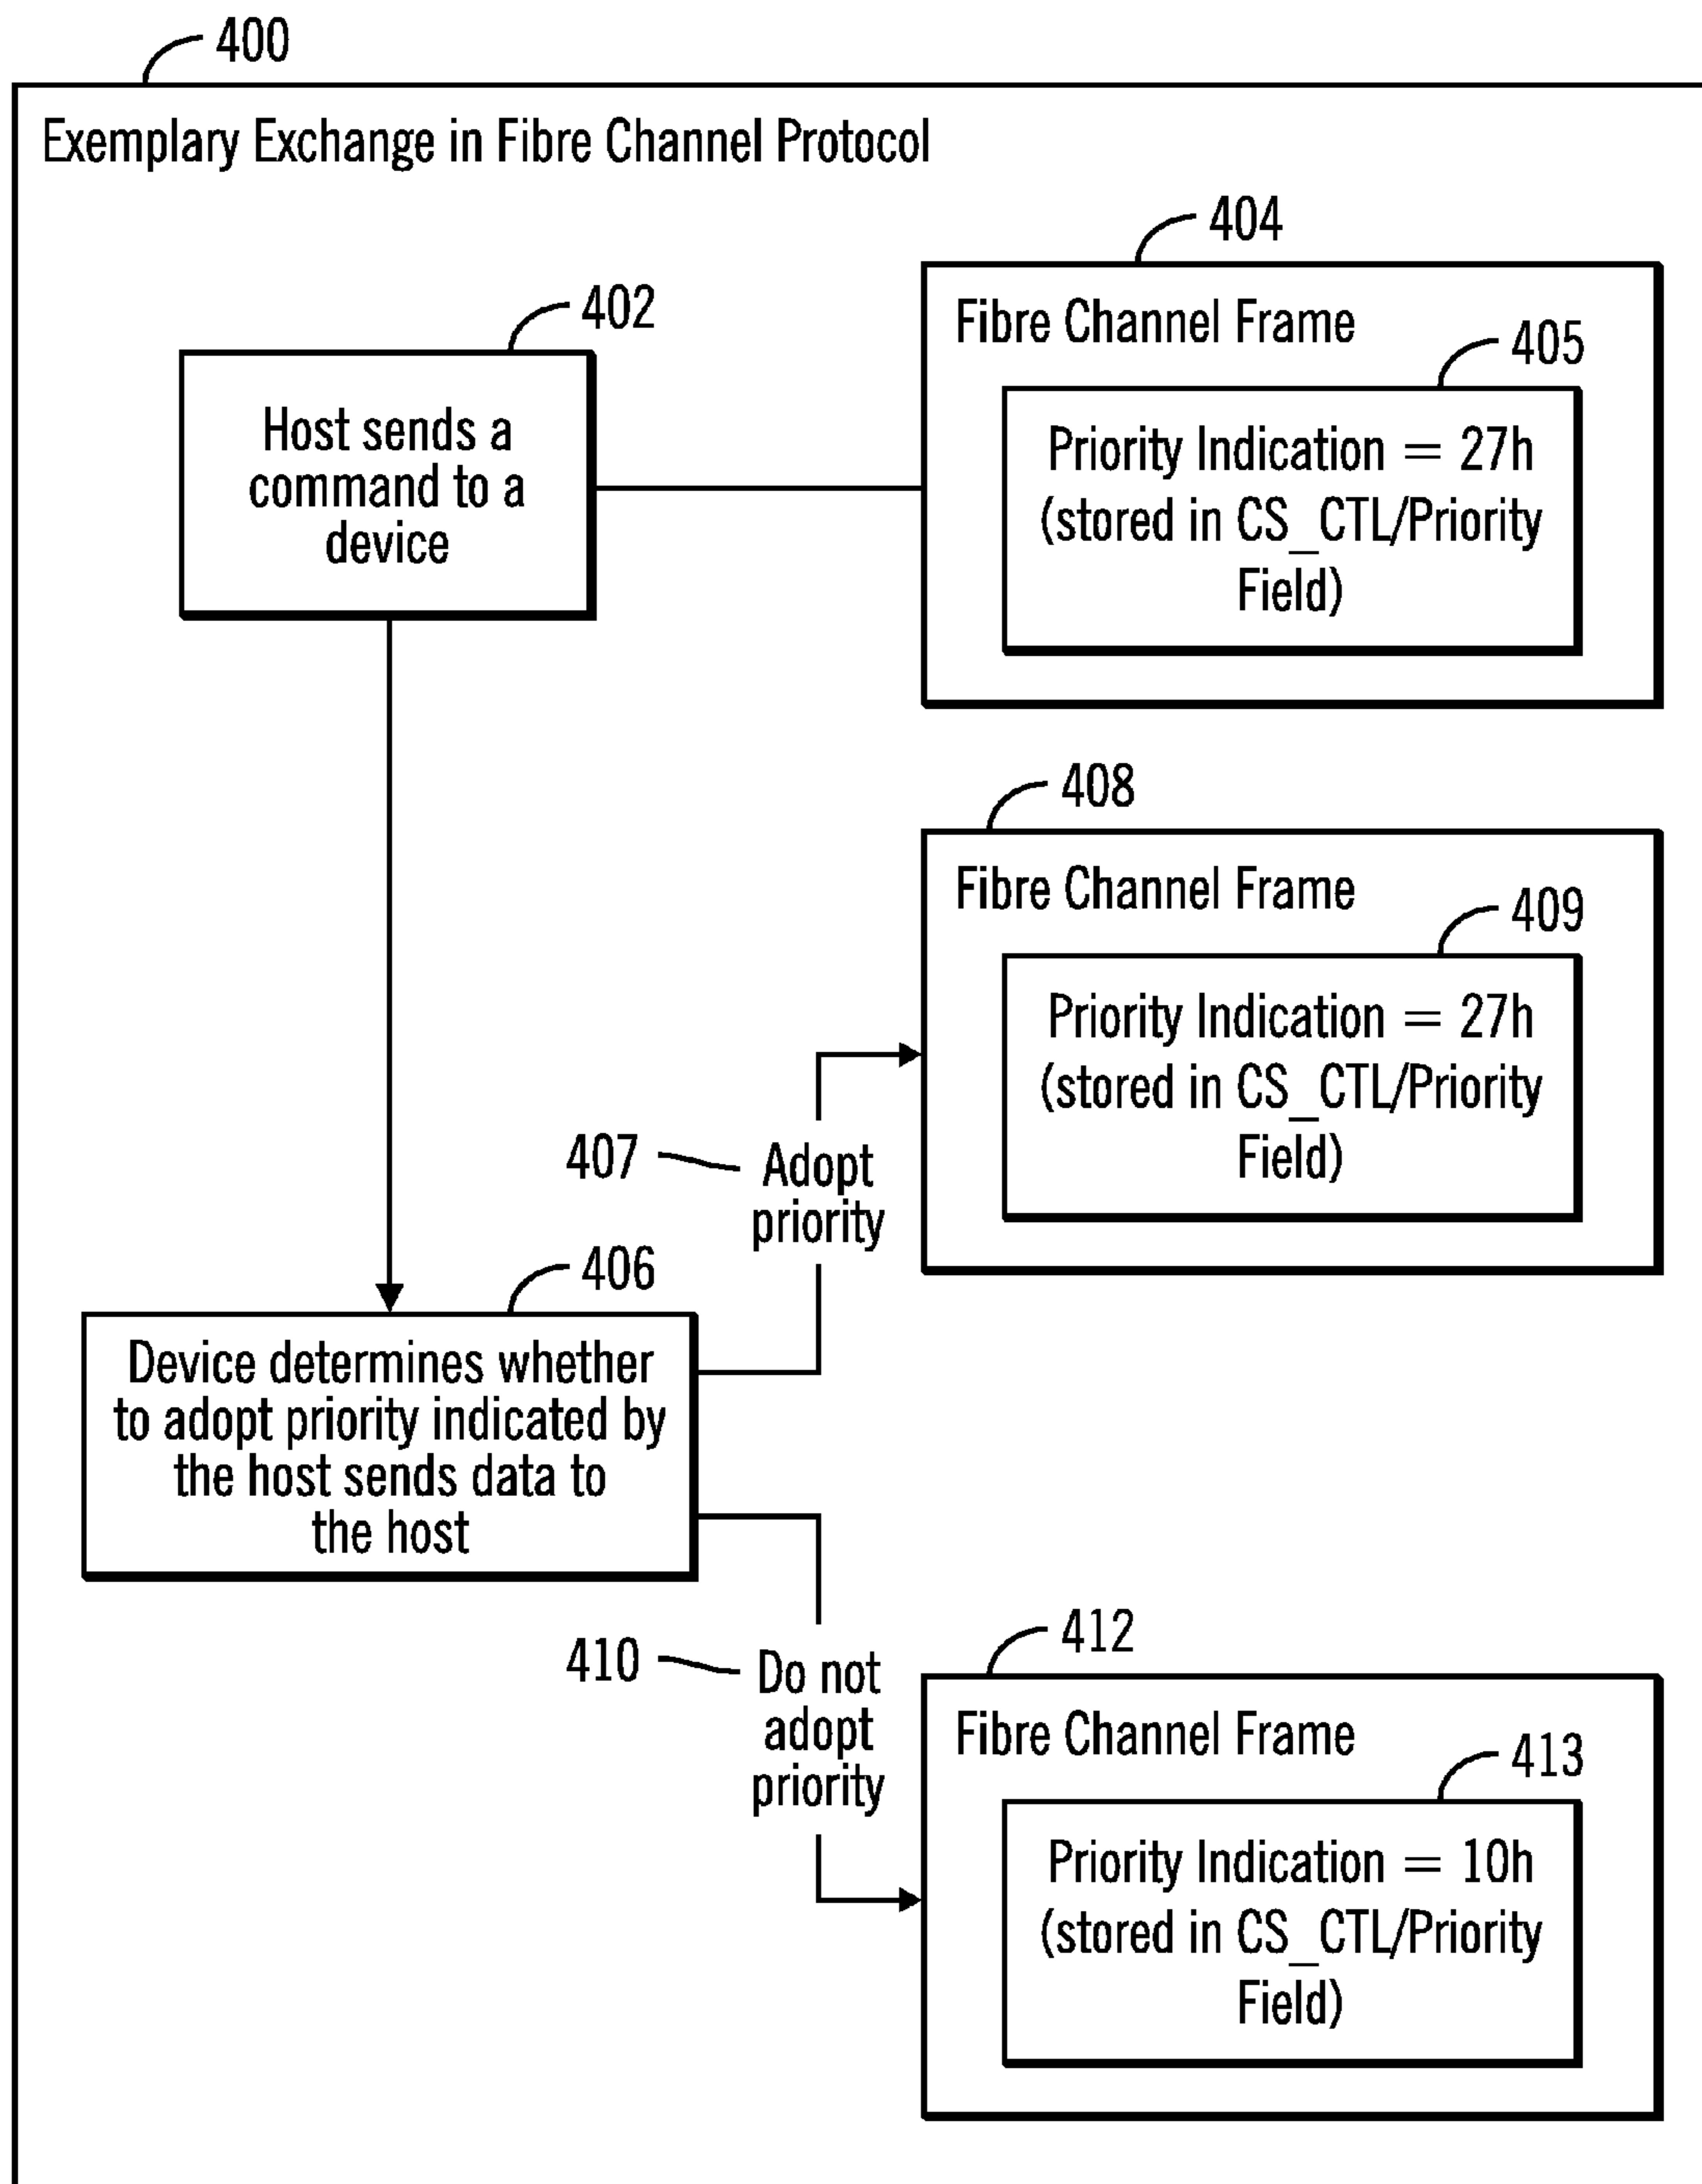 400
Exemplary Exchange in Fibre Channel Protocol
404
402
Fibre Channel Frame
405
Host sends a
command to a
device
Priority Indication = 27h
(stored in CS_CTL/Priority
Field)
408
Fibre Channel Frame
409
Priority Indication = 27h
(stored in CS_CTL/Priority
Field)
407
Adopt
priority
406
Device determines whether
to adopt priority indicated by
the host sends data to
the host
410
Do not
adopt
priority
412
Fibre Channel Frame
413
Priority Indication = 10h
(stored in CS_CTL/Priority
Field)